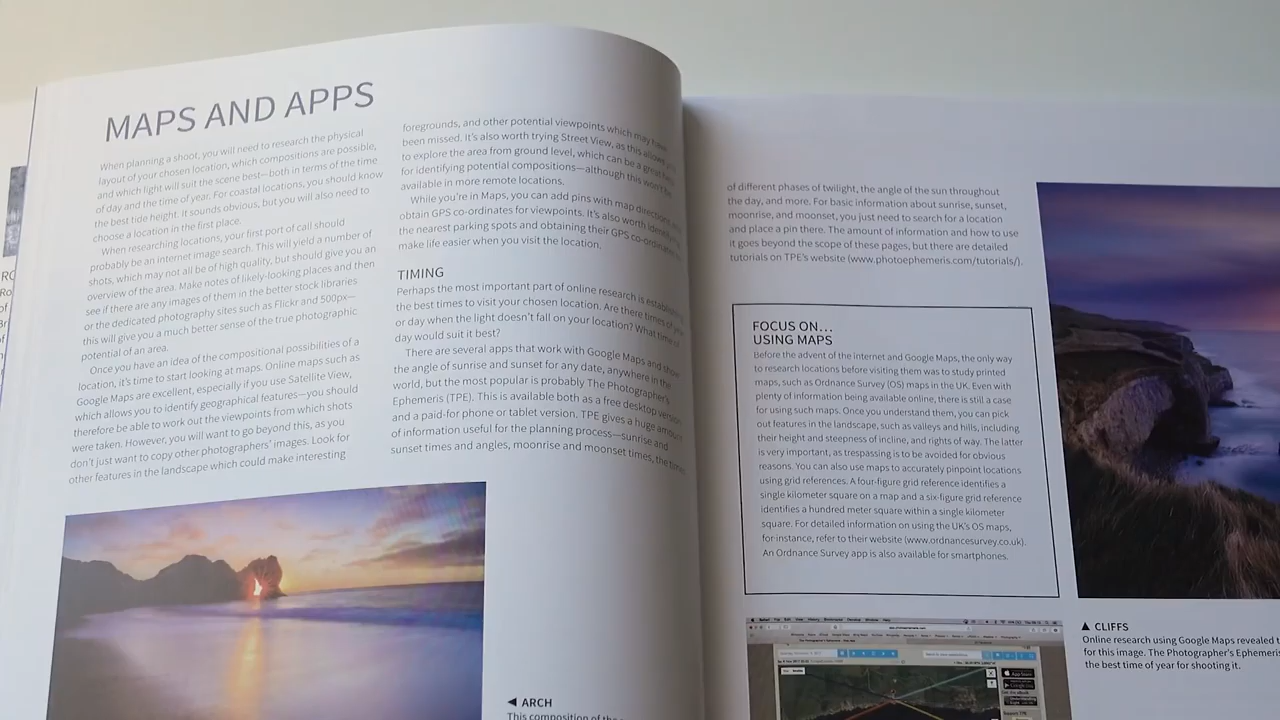 MAPS AND APPS
When planning a shoot, you will need to research the physical
layout of your chosen location, which compositions are possible,
and which light will suit the scene best—both in terms of the time
of day and the time of year. For coastal locations, you should know
the best tide height. It sounds obvious, but you will also need to
choose a location in the first place.
When researching locations, your first port of call should
probably be an internet image search. This will yield a number of
shots, which may not all be of high quality, but should give you an
overview of the area. Make notes of likely-looking places and then
see if there are any images of them in the better stock libraries
or the dedicated photography sites such as Flickr and 500px—
this will give you a much better sense of the true photographic
potential of an area.
Once you have an idea of the compositional possibilities of a
location, it's time to start looking at maps. Online maps such as
Google Maps are excellent, especially if you use Satellite View,
which allows you to identify geographical features—you should
therefore be able to work out the viewpoints from which shots
were taken. However, you will want to go beyond this, as you
don't just want to copy other photographers' images. Look for
other features in the landscape which could make interesting
foregrounds, and other potential viewpoints which may have
been missed. It's also worth trying Street View, as this allows you
to explore the area from ground level, which can be a great help
for identifying potential compositions—although this won't be
available in more remote locations.
While you're in Maps, you can add pins with map directions and
obtain GPS co-ordinates for viewpoints. It's also worth
the nearest parking spots and obtaining their GPS co-ordinates
make life easier when you visit the location.
TIMING
Perhaps the most important part of online research is establishing
the best times to visit your chosen location. Are there times of
or day when the light doesn't fall on your location? What time of
day would suit it best?
There are several apps that work with Google Maps and show
the angle of sunrise and sunset for any date, anywhere in the
world, but the most popular is probably The Photographer's
Ephemeris (TPE). This is available both as a free desktop version
and a paid-for phone or tablet version. TPE gives a huge amount
of information useful for the planning process—sunrise and
sunset times and angles, moonrise and moonset times, the times
◀ ARCH
This composition of the
of different phases of twilight, the angle of the sun throughout
the day, and more. For basic information about sunrise, sunset,
moonrise, and moonset, you just need to search for a location
and place a pin there. The amount of information and how to use
it goes beyond the scope of these pages, but there are detailed
tutorials on TPE's website (www.photoephemeris.com/tutorials/).
FOCUS ON...
USING MAPS
Before the advent of the internet and Google Maps, the only way
to research locations before visiting them was to study printed
maps, such as Ordnance Survey (OS) maps in the UK. Even with
plenty of information being available online, there is still a case
for using such maps. Once you understand them, you can pick
out features in the landscape, such as valleys and hills, including
their height and steepness of incline, and rights of way. The latter
is very important, as trespassing is to be avoided for obvious
reasons. You can also use maps to accurately pinpoint locations
using grid references. A four-figure grid reference identifies a
single kilometer square on a map and a six-figure grid reference
identifies a hundred meter square within a single kilometer
square. For detailed information on using the UK's OS maps,
for instance, refer to their website (www.ordnancesurvey.co.uk).
An Ordnance Survey app is also available for smartphones.
▲ CLIFFS
Online research using Google Maps revealed
for this image. The Photographer's Ephemeris
the best time of year for shooting it.